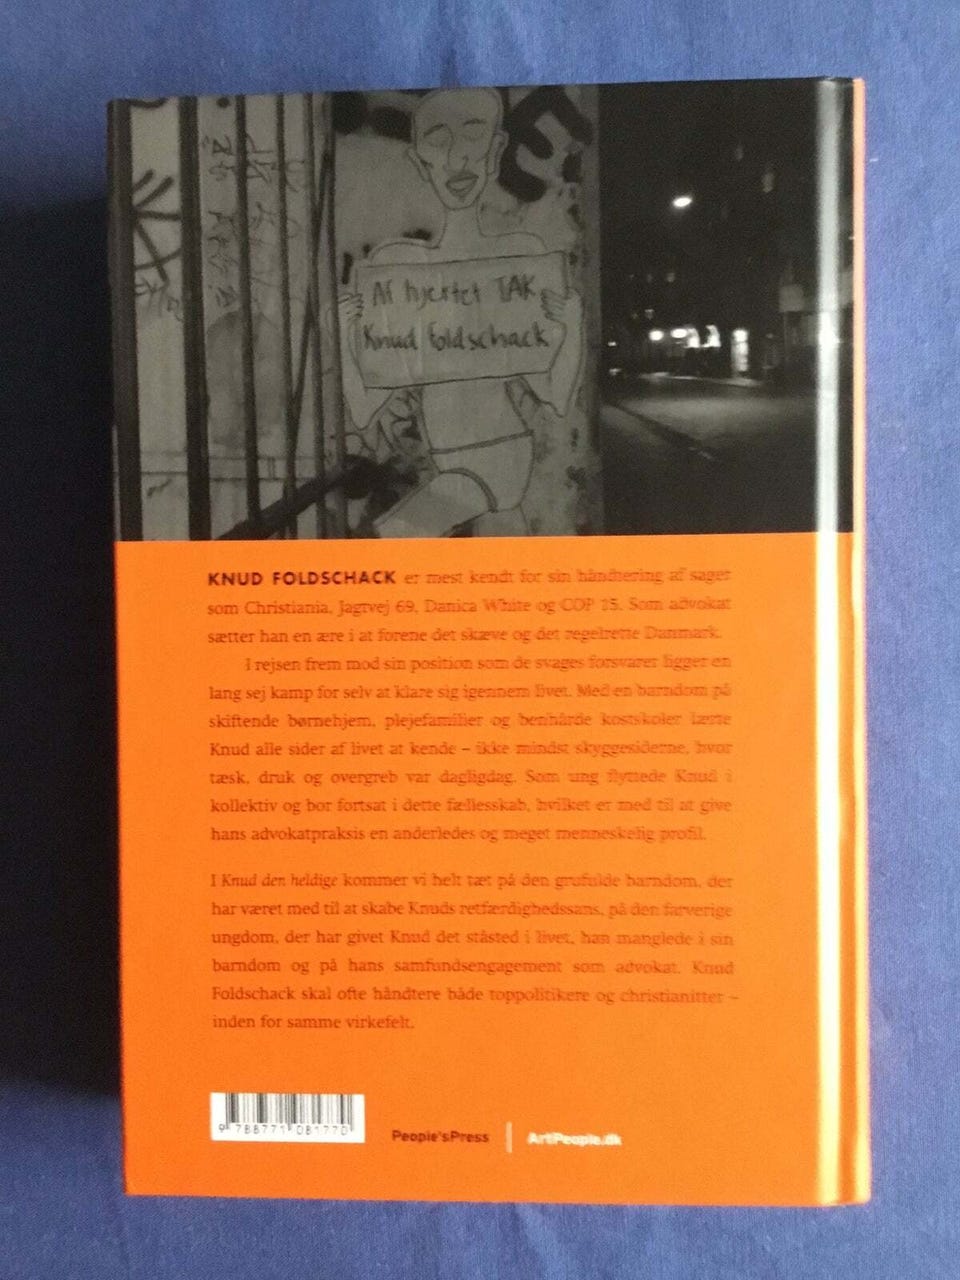 Af hjertet TAK
Knud foldschack
KNUD FOLDSCHACK er mest kendt for sin håndtering af sager
som Christiania, Jagtvej 69, Danica White og COP 15. Som advokat
sætter han en ære i at forene det skæve og det regelrette Danmark.
I rejsen frem mod sin position som de svages forsvarer ligger en
lang sej kamp for selv at klare sig igennem livet. Med en barndom på
skiftende børnehjem, plejefamilier og benhårde kostskoler lærte
Knud alle sider af livet at kende – ikke mindst skyggesiderne, hvor
tæsk, druk og overgreb var dagligdag. Som ung flyttede Knud i
kollektiv og bor fortsat i dette fællesskab, hvilket er med til at give
hans advokatpraksis en anderledes og meget menneskelig profil.
I Knud den heldige kommer vi helt tæt på den grufulde barndom, der
har været med til at skabe Knuds retfærdighedssans, på den farverige
ungdom, der har givet Knud det ståsted i livet, han manglede i sin
barndom og på hans samfundsengagement som advokat. Knud
Foldschack skal ofte håndtere både toppolitikere og christianitter –
inden for samme virkefelt.
9 788771 081770
People'sPress
ArtPeople.dk